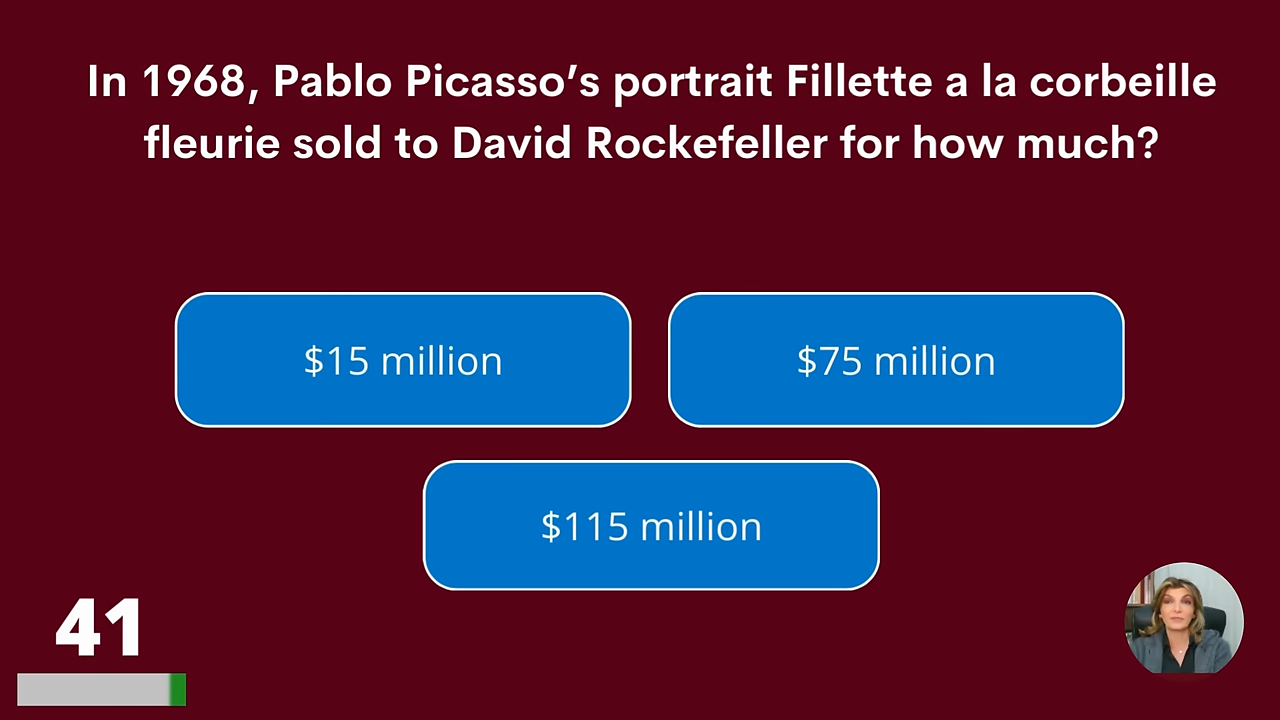 In 1968, Pablo Picasso’s portrait Fillette a la corbeille
fleurie sold to David Rockefeller for how much?
$15 million
$75 million
$115 million
41